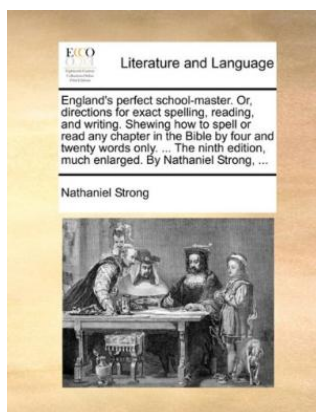 ECCO
Literature and Language
England's perfect school-master. Or,
directions for exact spelling, reading,
and writing. Shewing how to spell or
read any chapter in the Bible by four and
twenty words only. ... The ninth edition,
much enlarged. By Nathaniel Strong, ...
Nathaniel Strong